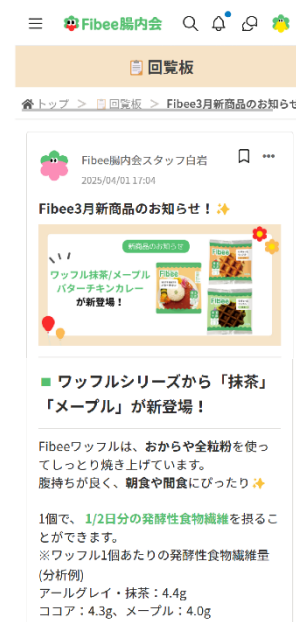 Fibee腸内会
回覧板
トップ ＞ 回覧板 ＞ Fibee3月新商品のお知らせ
Fibee腸内会スタッフ白岩
2025/04/01 17:04
Fibee3月新商品のお知らせ！✨
新商品のお知らせ
ワッフル抹茶/メープル
バターチキンカレー
が新登場！
Fibee
Fibee
Fibee
■ ワッフルシリーズから「抹茶」
「メープル」が新登場！
Fibeeワッフルは、おからや全粒粉を使っ
てしっとり焼き上げています。
腹持ちが良く、朝食や間食にぴったり✨
1個で、 1/2日分の発酵性食物繊維を摂るこ
とができます。
※ワッフル1個あたりの発酵性食物繊維量
(分析例)
アールグレイ・抹茶：4.4g
ココア：4.3g、メープル：4.0g